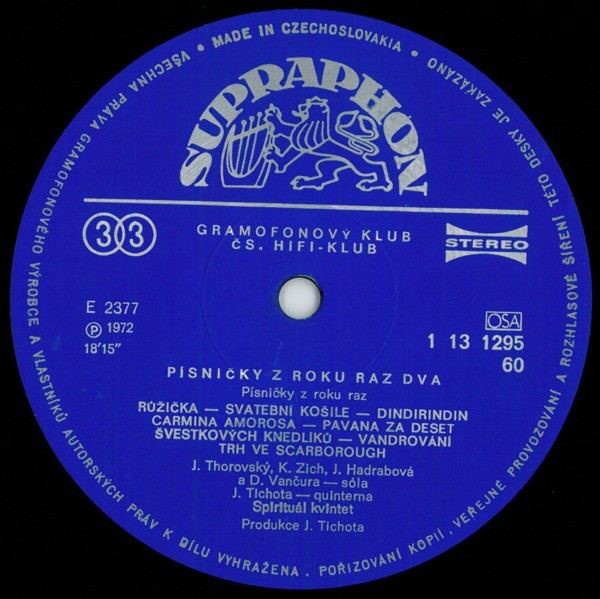 MADE IN CZECHOSLOVAKIA • VŠECHNA PRÁVA GRAMOFONOVÉHO VÝROBCE A VLASTNÍKŮ AUTORSKÝCH PRÁV K DÍLU VYHRAŽENA. POŘIZOVÁNÍ KOPIÍ, VEŘEJNÉ PROVOZOVÁNÍ A ROZHLASOVÉ ŠÍŘENÍ TÉTO DESKY JE ZAKÁZÁNO •
SUPRAPHON
33
GRAMOFONOVÝ KLUB
ČS. HIFI-KLUB
STEREO
E 2377
Ⓟ 1972
18'15"
OSA
1 13 1295
60
PÍSNIČKY Z ROKU RAZ DVA
Písničky z roku raz
RŮŽIČKA — SVATEBNÍ KOŠILE — DINDIRINDIN
CARMINA AMOROSA — PAVANA ZA DESET
ŠVESTKOVÝCH KNEDLÍKŮ — VANDROVÁNÍ
TRH VE SCARBOROUGH
J. Thorovský, K. Zich, J. Hadrabová
a D. Vančura — sóla
J. Tichota — quinterna
Spirituál kvintet
Produkce J. Tichota